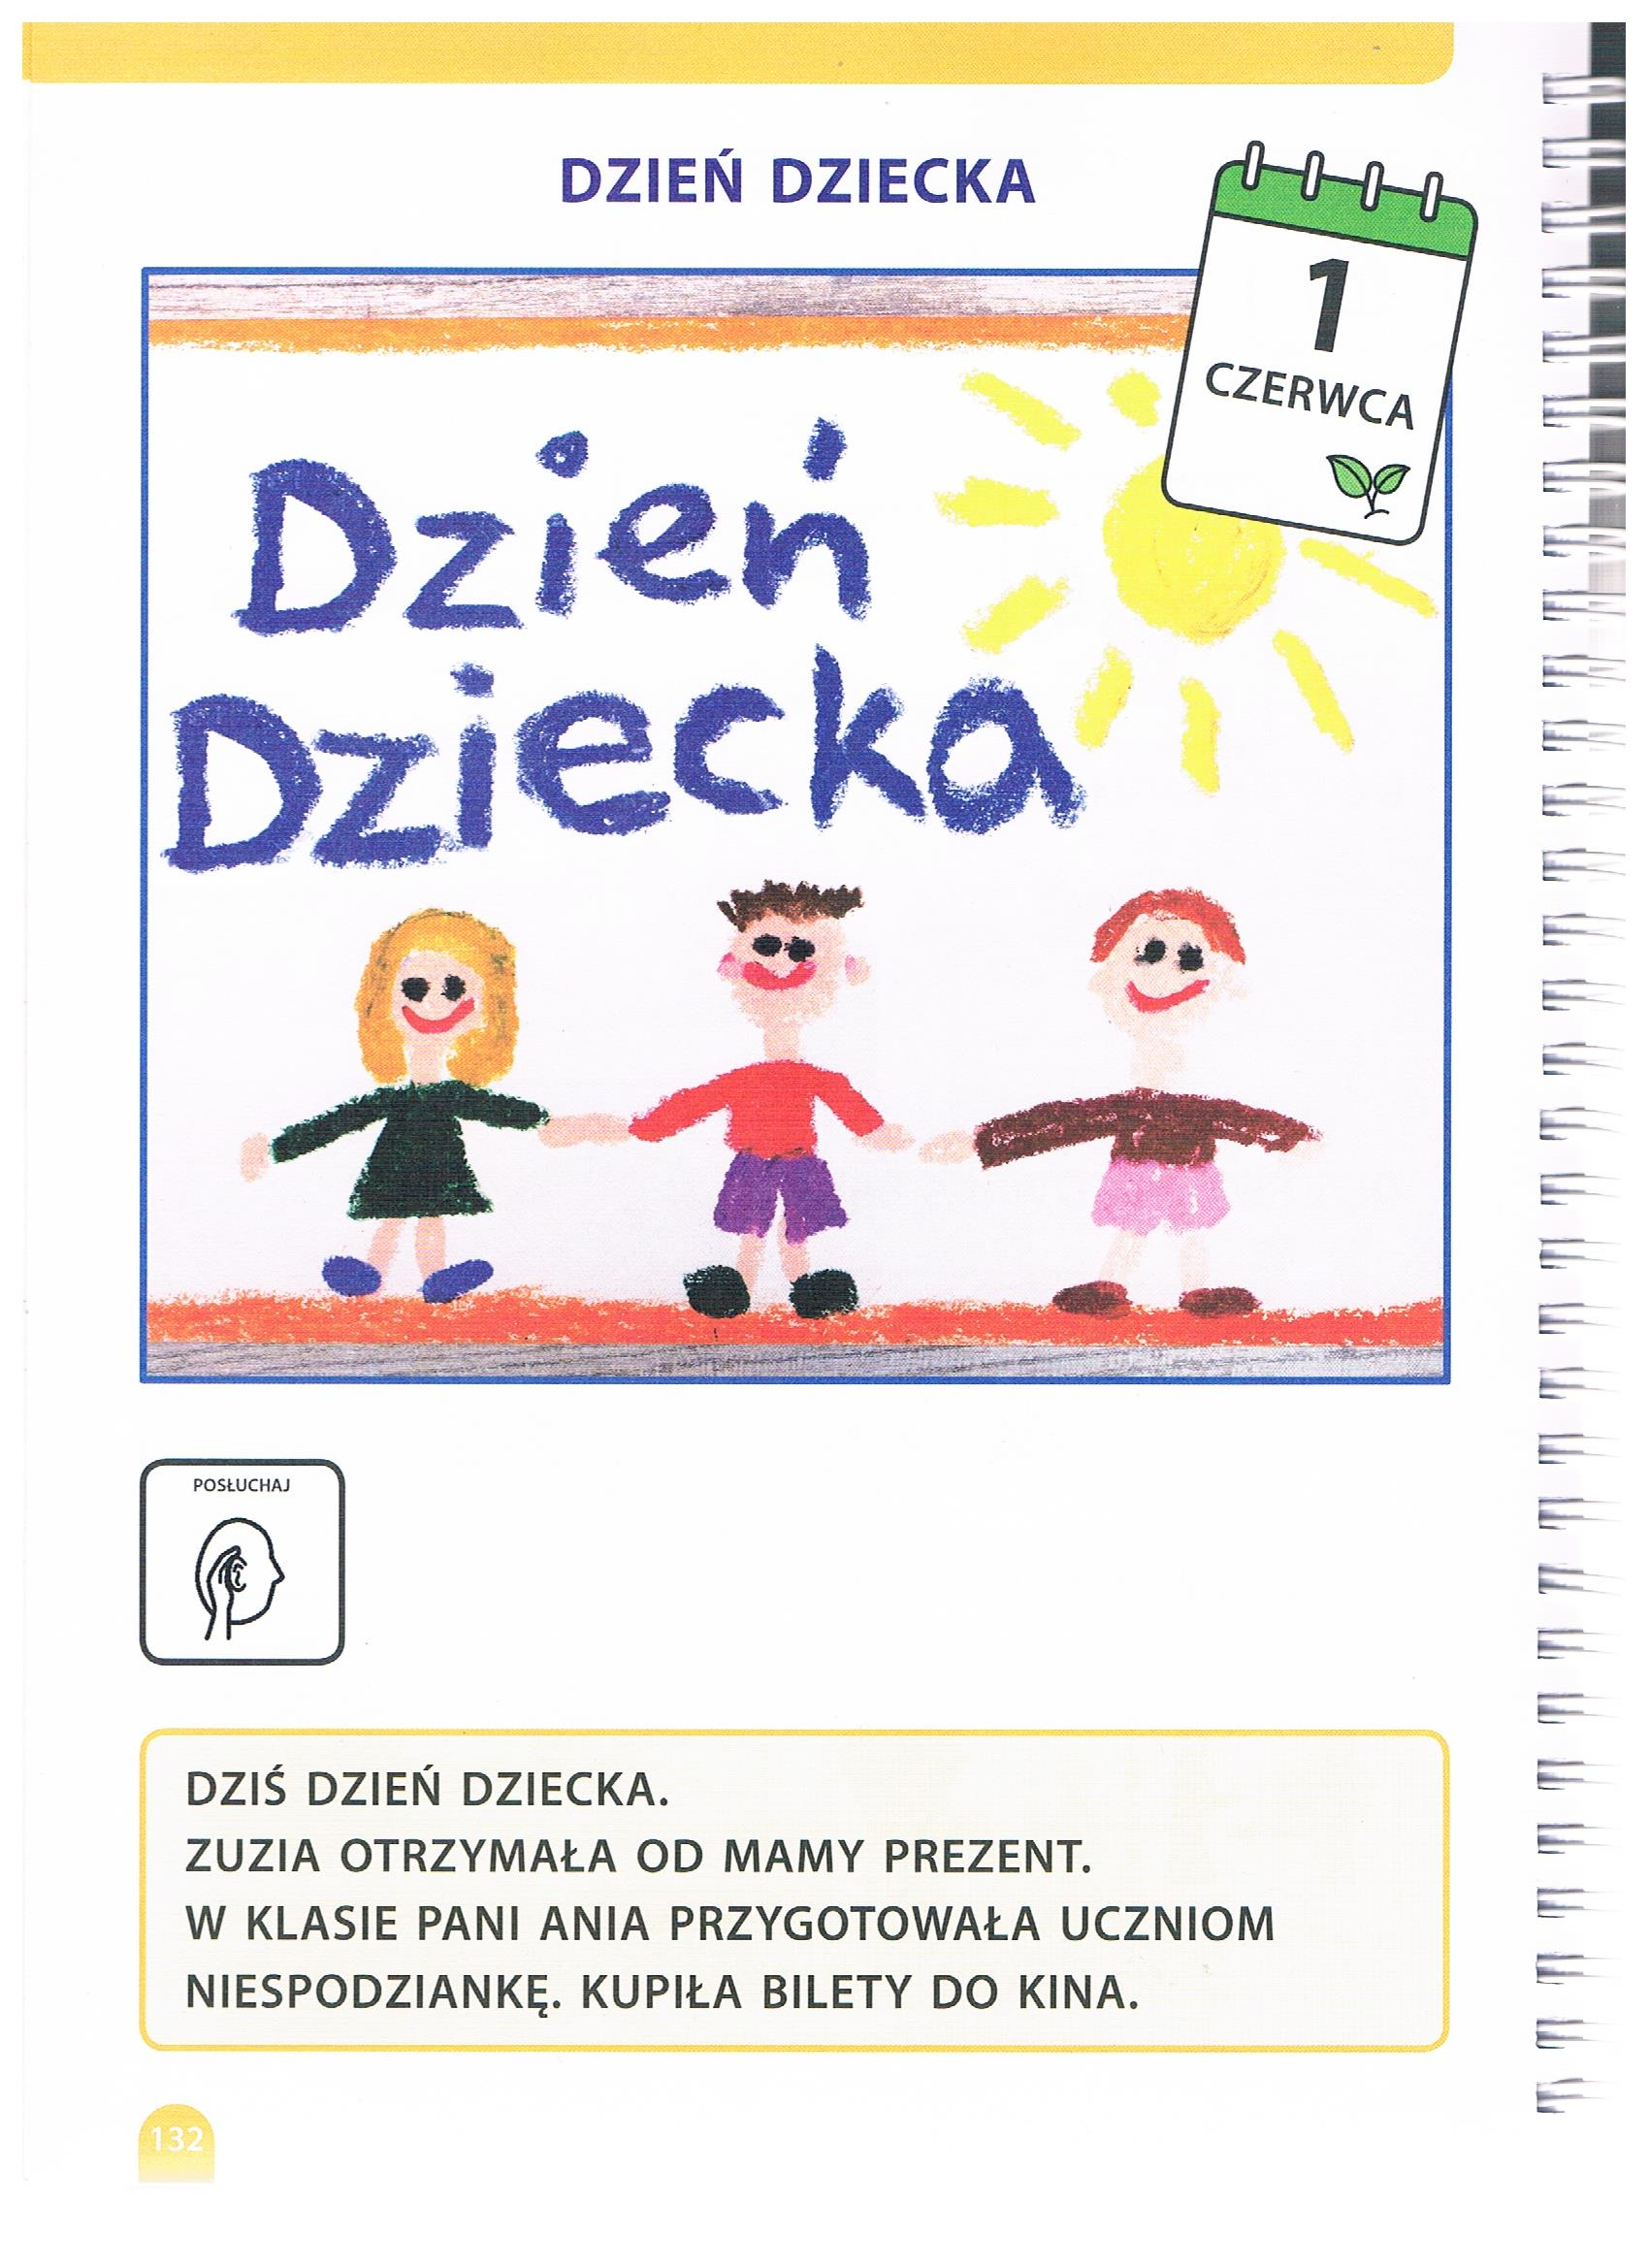 DZIEŃ DZIECKA
1
CZERWCA
Dzień
Dziecka
POSŁUCHAJ
DZIŚ DZIEŃ DZIECKA.
ZUZIA OTRZYMAŁA OD MAMY PREZENT.
W KLASIE PANI ANIA PRZYGOTOWAŁA UCZNIOM
NIESPODZIANKĘ. KUPIŁA BILETY DO KINA.
132